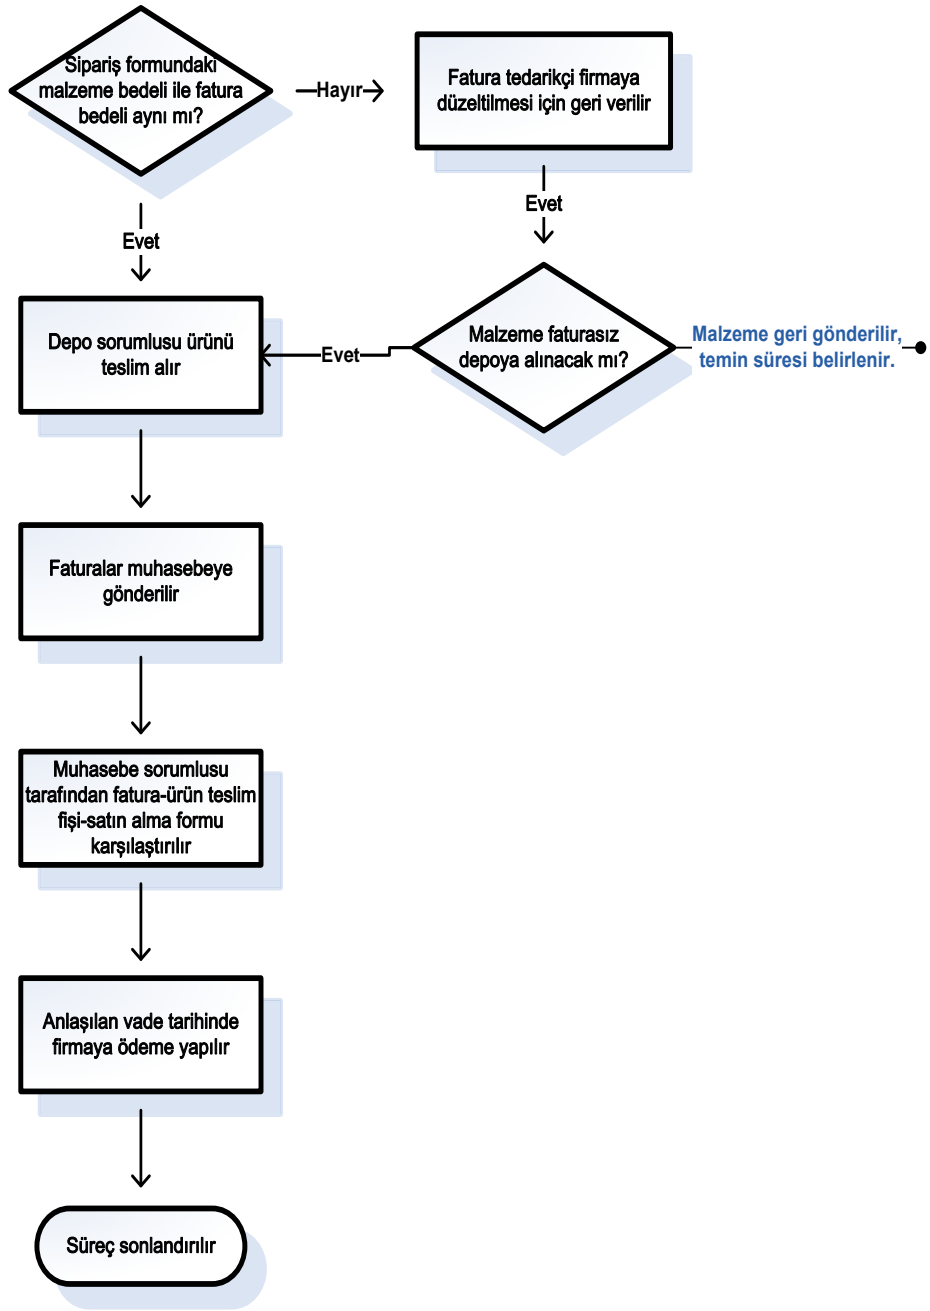 Sipariş formundaki
malzeme bedeli ile fatura
bedeli aynı mı?
Hayır
Fatura tedarikçi firmaya
düzeltilmesi için geri verilir
Evet
Evet
Depo sorumlusu ürünü
teslim alır
Evet
Malzeme faturasız
depoya alınacak mı?
Malzeme geri gönderilir,
temin süresi belirlenir.
Faturalar muhasebeye
gönderilir
Muhasebe sorumlusu
tarafından fatura-ürün teslim
fişi-satın alma formu
karşılaştırılır
Anlaşılan vade tarihinde
firmaya ödeme yapılır
Süreç sonlandırılır